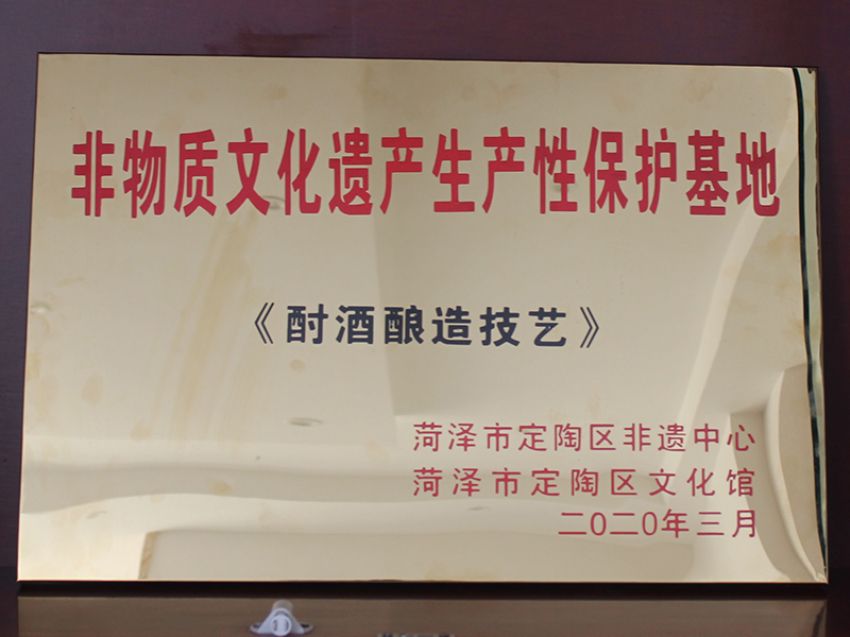 非物质文化遗产生产性保护基地
《酎酒酿造技艺》
菏泽市定陶区非遗中心
菏泽市定陶区文化馆
二0二0年三月